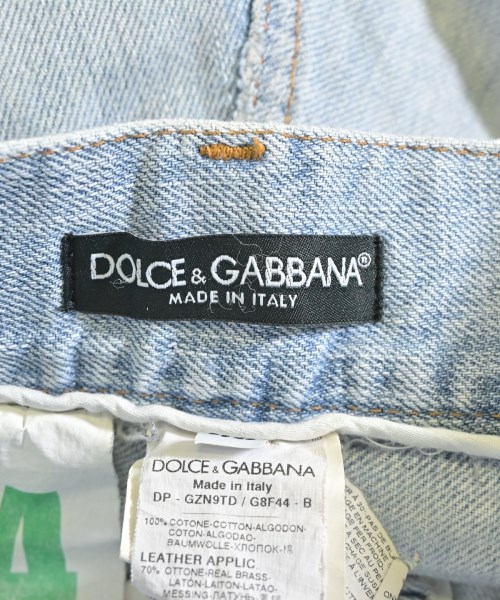 DOLCE & GABBANA®
MADE IN ITALY
DOLCE & GABBANA
Made in Italy
DP - GZN9TD / G8F44 - B
100% COTONE-COTTON-ALGODON-
COTON-ALGODAO-
BAUMWOLLE-ХЛОПОК-棉
LEATHER APPLIC
70% OTTONE-REAL BRASS-
LATON-LAITON-LATAO-
MESSING-ЛАТУНЬ-